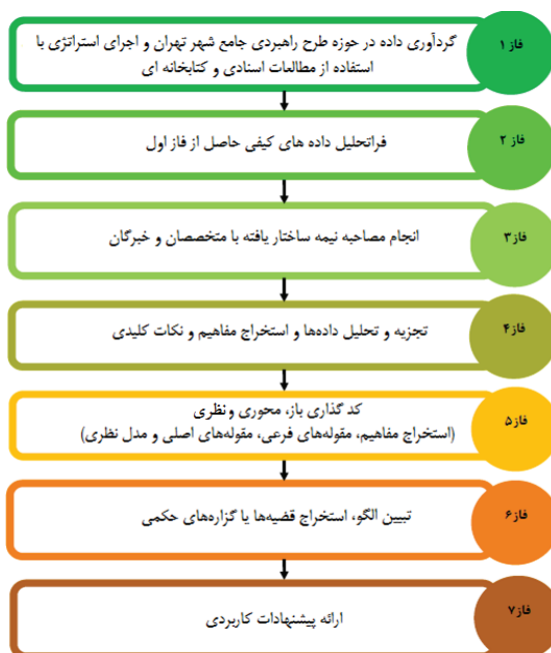 فاز ۱
گردآوری داده در حوزه طرح راهبردی جامع شهر تهران و اجرای استراتژی با
استفاده از مطالعات اسنادی و کتابخانه ای
فاز ۲
فراتحلیل داده های کیفی حاصل از فاز اول
فاز۳
انجام مصاحبه نیمه ساختار یافته با متخصصان و خبرگان
فاز۴
تجزیه و تحلیل داده‌ها و استخراج مفاهیم و نکات کلیدی
فاز۵
کد گذاری باز، محوری و نظری
(استخراج مفاهیم، مقوله‌های فرعی، مقوله‌های اصلی و مدل نظری)
فاز۶
تبیین الگو، استخراج قضیه‌ها یا گزاره‌های حکمی
فاز۷
ارائه پیشنهادات کاربردی